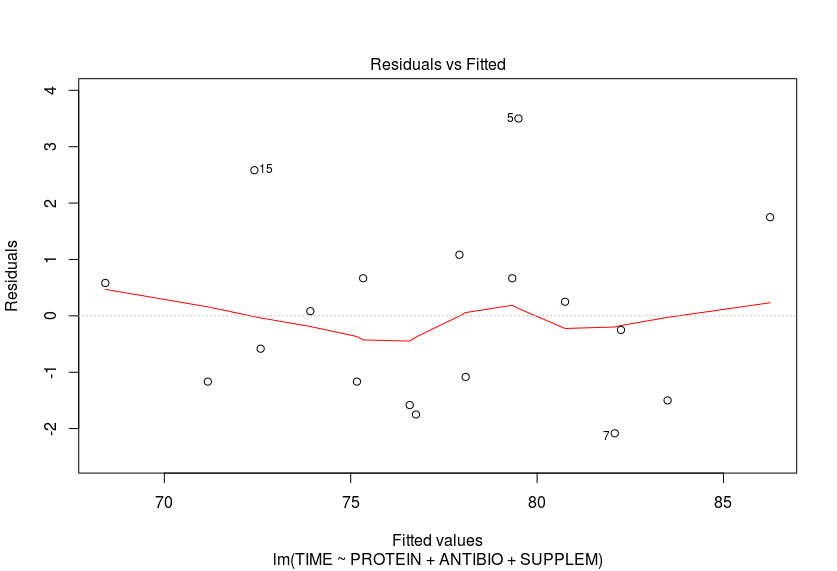 Residuals vs Fitted
4
3
2
1
0
-1
-2
Residuals
5
15
7
70 75 80 85
Fitted values
lm(TIME ~ PROTEIN + ANTIBIO + SUPPLEM)